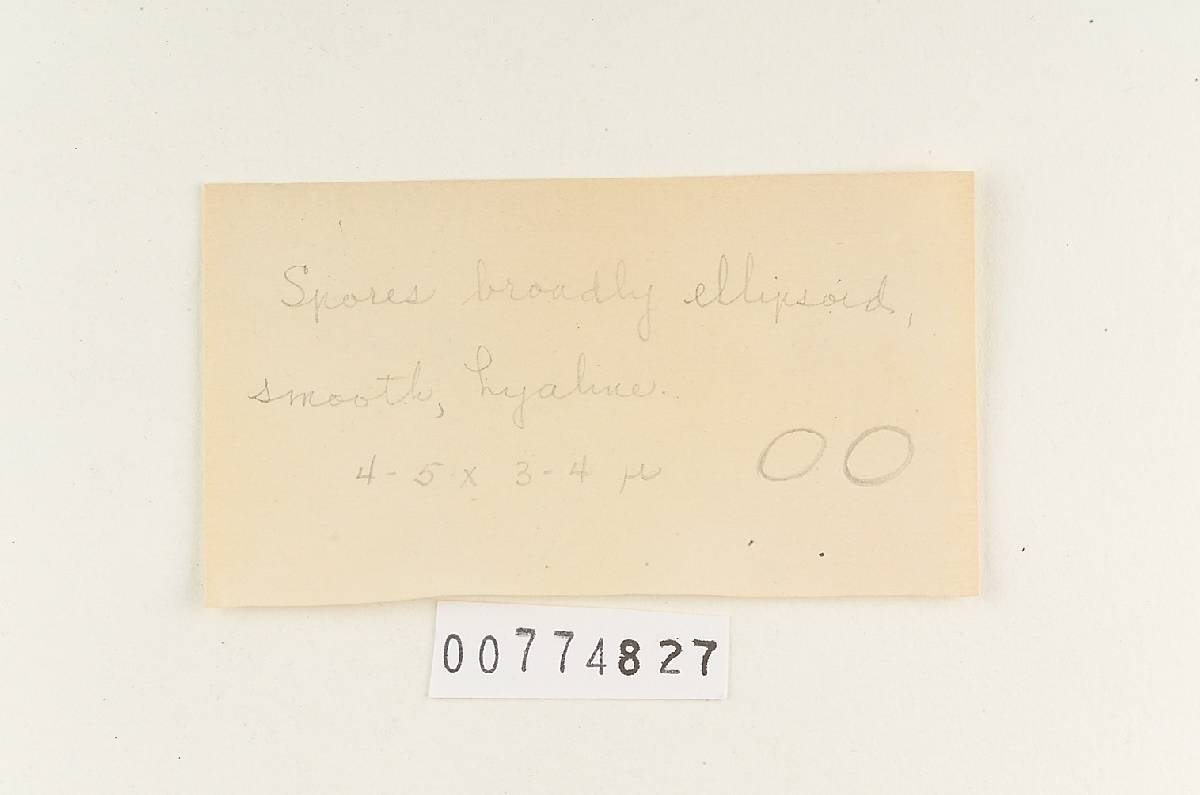 Spores broadly ellipsoid,
smooth, hyaline.
4-5 x 3-4 μ
00774827